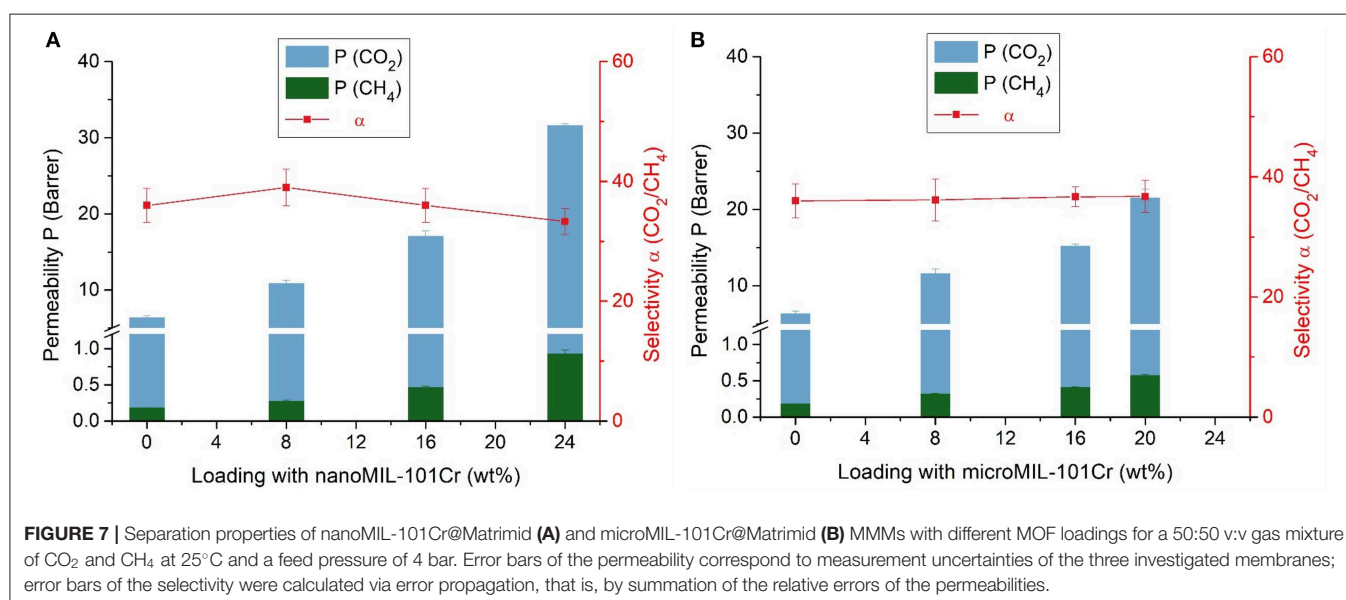 A
P (CO₂)
P (CH₄)
α
40
30
20
10
1.0
0.5
0.0
Permeability P (Barrer)
60
40
20
0
Selectivity α (CO₂/CH₄)
0 4 8 12 16 20 24
Loading with nanoMIL-101Cr (wt%)
B
P (CO₂)
P (CH₄)
α
40
30
20
10
1.0
0.5
0.0
Permeability P (Barrer)
60
40
20
0
Selectivity α (CO₂/CH₄)
0 4 8 12 16 20 24
Loading with microMIL-101Cr (wt%)
FIGURE 7 | Separation properties of nanoMIL-101Cr@Matrimid (A) and microMIL-101Cr@Matrimid (B) MMMs with different MOF loadings for a 50:50 v:v gas mixture
of CO₂ and CH₄ at 25°C and a feed pressure of 4 bar. Error bars of the permeability correspond to measurement uncertainties of the three investigated membranes;
error bars of the selectivity were calculated via error propagation, that is, by summation of the relative errors of the permeabilities.